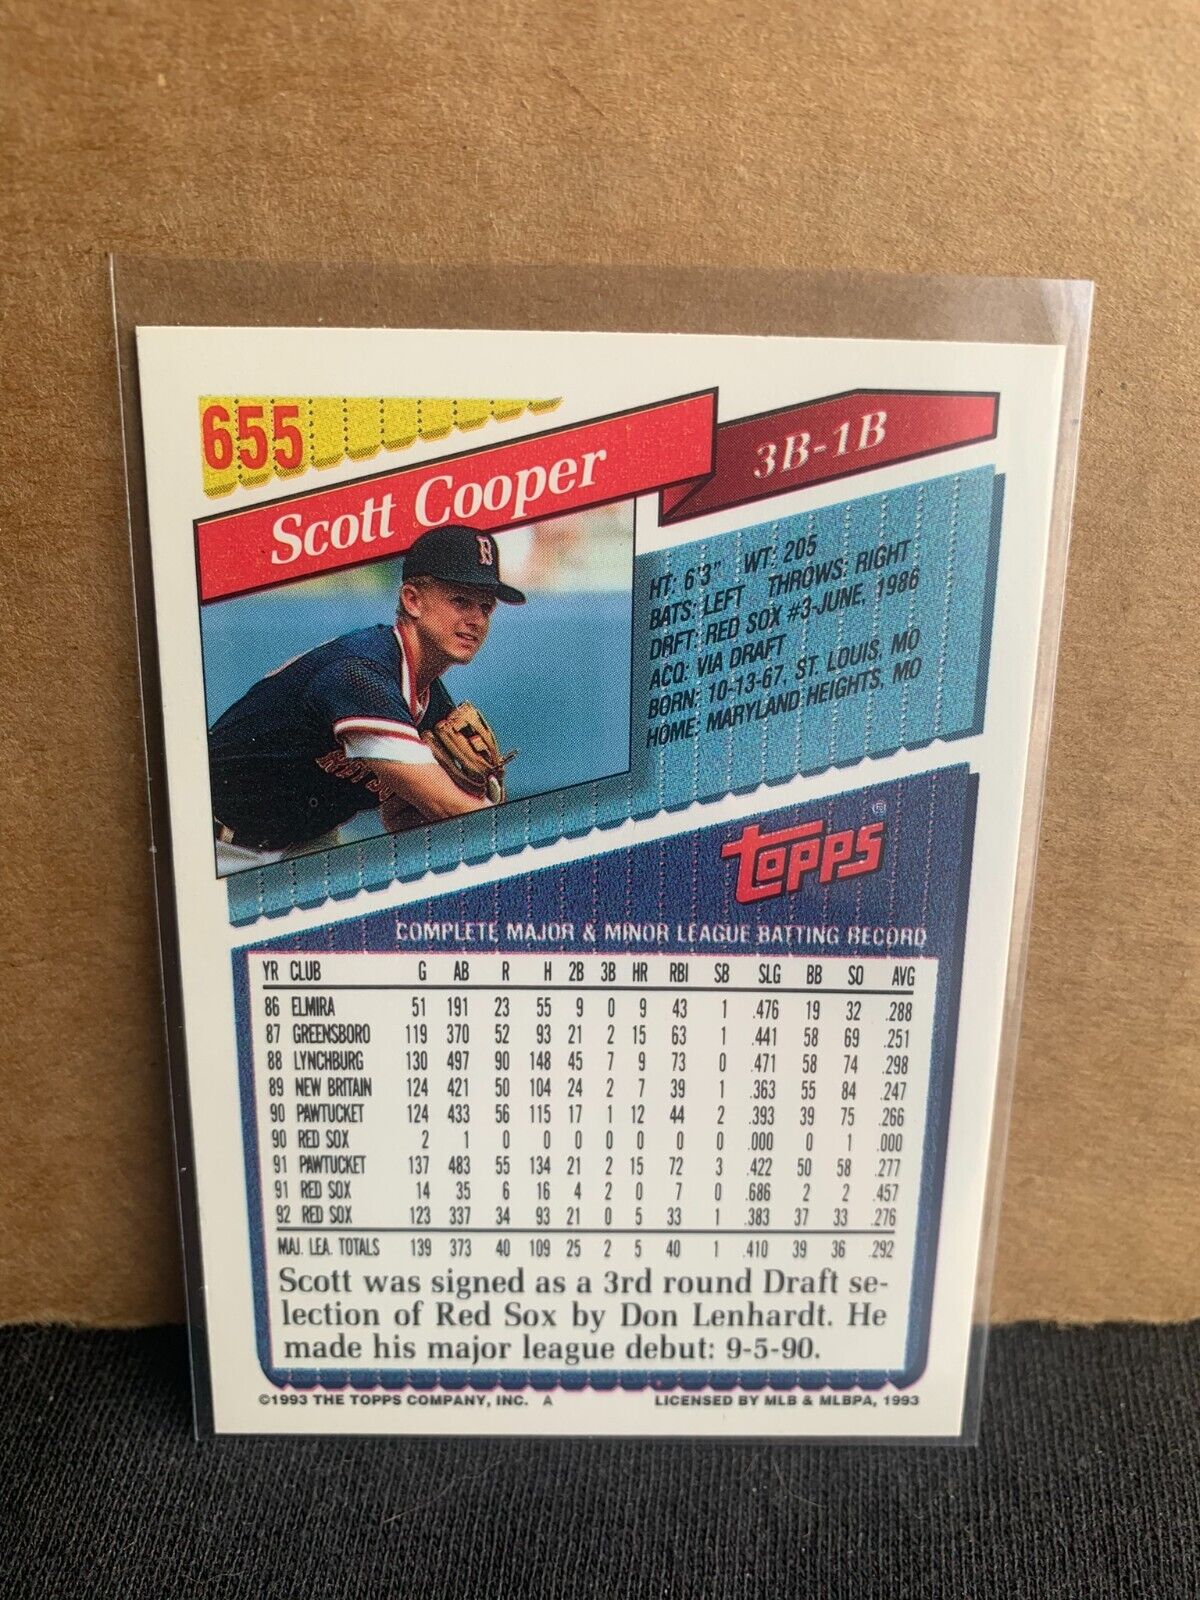 655
Scott Cooper
3B-1B
HT: 6'3" WT: 205
BATS: LEFT THROWS: RIGHT
DRFT: RED SOX #3-JUNE, 1986
ACQ: VIA DRAFT
BORN: 10-13-67, ST. LOUIS, MO
HOME: MARYLAND HEIGHTS, MO
B
Topps®
COMPLETE MAJOR & MINOR LEAGUE BATTING RECORD
YR CLUB G AB R H 2B 3B HR RBI SB SLG BB SO AVG
86 ELMIRA 51 191 23 55 9 0 9 43 1 .476 19 32 .288
87 GREENSBORO 119 370 52 93 21 2 15 63 1 .441 58 69 .251
88 LYNCHBURG 130 497 90 148 45 7 9 73 0 .471 58 74 .298
89 NEW BRITAIN 124 421 50 104 24 2 7 39 1 .363 55 84 .247
90 PAWTUCKET 124 433 56 115 17 1 12 44 2 .393 39 75 .266
90 RED SOX 2 1 0 0 0 0 0 0 0 .000 0 1 .000
91 PAWTUCKET 137 483 55 134 21 2 15 72 3 .422 50 58 .277
91 RED SOX 14 35 6 16 4 2 0 7 0 .686 2 2 .457
92 RED SOX 123 337 34 93 21 0 5 33 1 .383 37 33 .276
MAJ. LEA. TOTALS 139 373 40 109 25 2 5 40 1 .410 39 36 .292
Scott was signed as a 3rd round Draft se-
lection of Red Sox by Don Lenhardt. He
made his major league debut: 9-5-90.
©1993 THE TOPPS COMPANY, INC. A LICENSED BY MLB & MLBPA, 1993